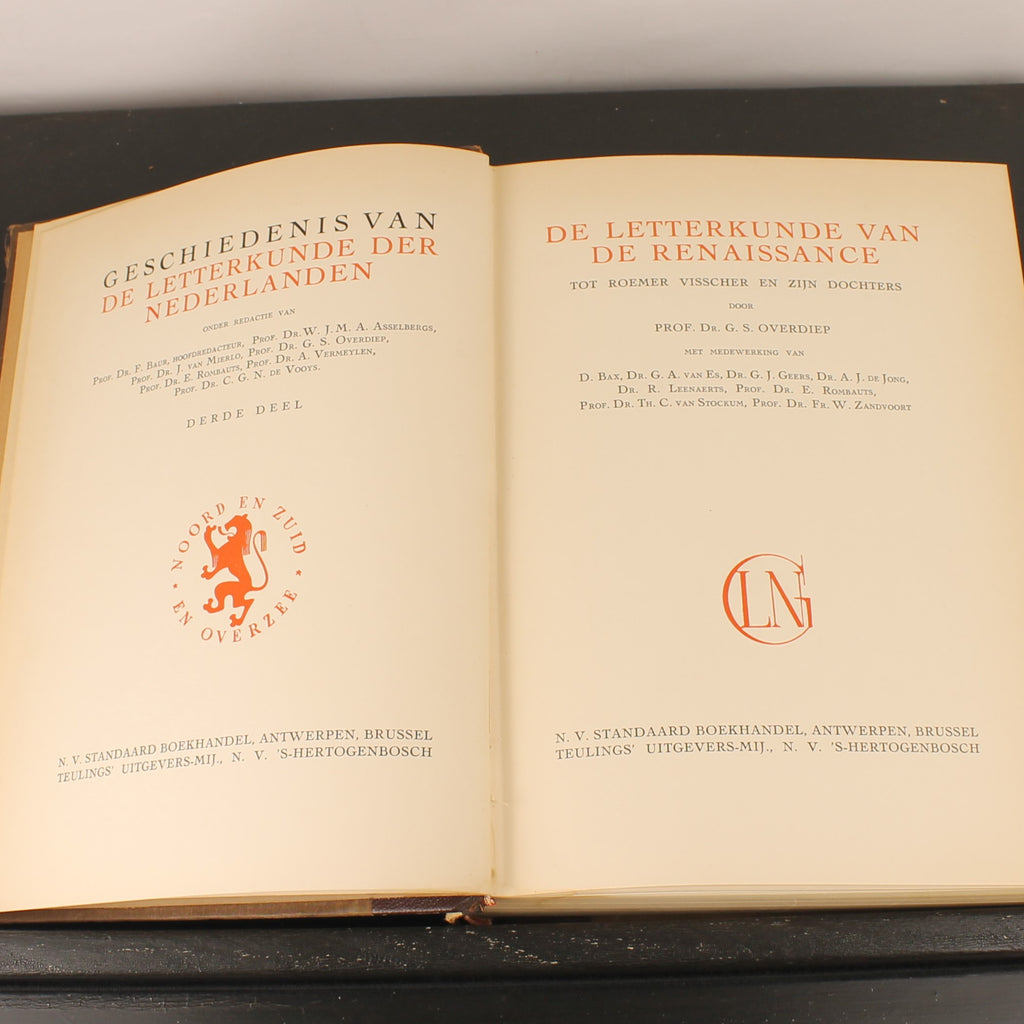 GESCHIEDENIS VAN
DE LETTERKUNDE DER
NEDERLANDEN
ONDER REDACTIE VAN
Prof. Dr. F. Baur, hoofdredacteur, Prof. Dr. W. J. M. A. Asselbergs,
Prof. Dr. J. van Mierlo, Prof. Dr. G. S. Overdiep,
Prof. Dr. E. Rombauts, Prof. Dr. A. Vermeylen,
Prof. Dr. C. G. N. de Vooys.
DERDE DEEL
NOORD EN ZUID
* EN OVERZEE *
N. V. STANDAARD BOEKHANDEL, ANTWERPEN, BRUSSEL
TEULINGS' UITGEVERS-MIJ., N. V. 'S-HERTOGENBOSCH
DE LETTERKUNDE VAN
DE RENAISSANCE
TOT ROEMER VISSCHER EN ZIJN DOCHTERS
DOOR
PROF. Dr. G. S. OVERDIEP
MET MEDEWERKING VAN
D. Bax, Dr. G. A. van Es, Dr. G. J. Geers, Dr. A. J. de Jong,
Dr. R. Leenaerts, Prof. Dr. E. Rombauts,
Prof. Dr. Th. C. van Stockum, Prof. Dr. Fr. W. Zandvoort
GLN
N. V. STANDAARD BOEKHANDEL, ANTWERPEN, BRUSSEL
TEULINGS' UITGEVERS-MIJ., N. V. 'S-HERTOGENBOSCH